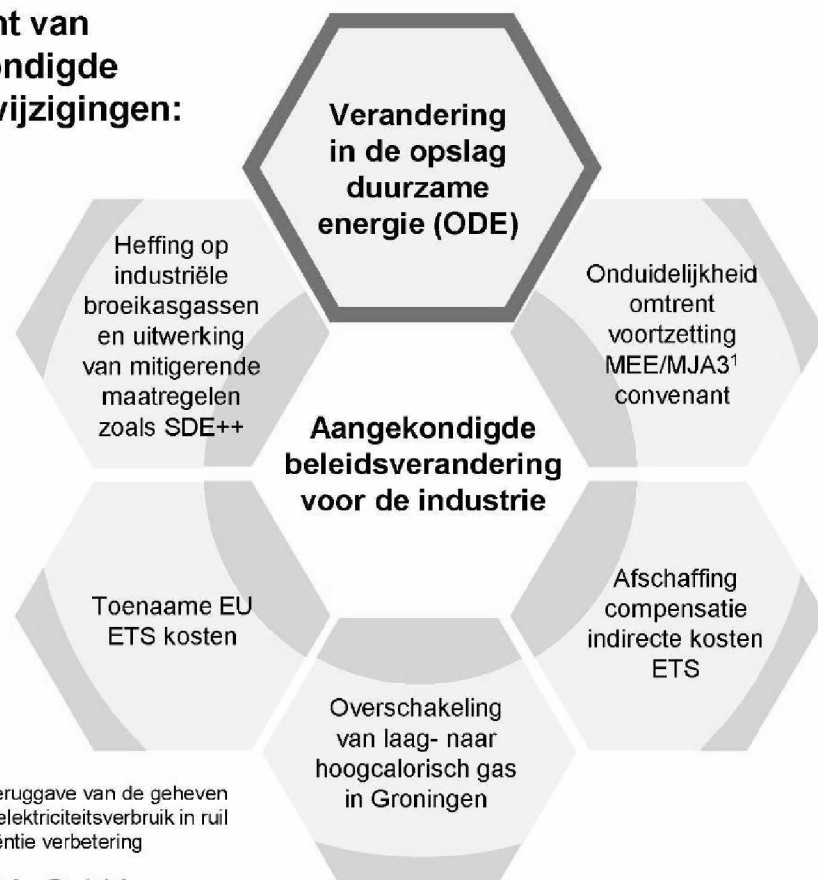 nt van
ondigde
wijzigingen:
Verandering
in de opslag
duurzame
energie (ODE)
Heffing op
industriële
broeikasgassen
en uitwerking
van mitigerende
maatregelen
zoals SDE++
Onduidelijkheid
omtrent
voortzetting
MEE/MJA3¹
convenant
Aangekondigde
beleidsverandering
voor de industrie
Toenaame EU
ETS kosten
Afschaffing
compensatie
indirecte kosten
ETS
Overschakeling
van laag- naar
hoogcalorisch gas
in Groningen
eruggave van de geheven
elektriciteitsverbruik in ruil
ëntie verbetering